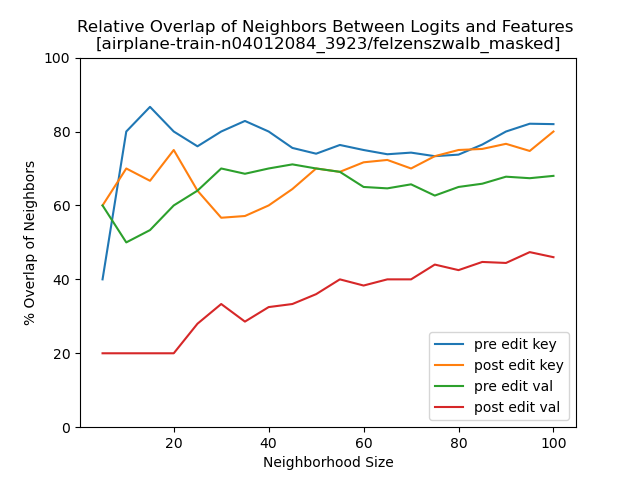 Relative Overlap of Neighbors Between Logits and Features
[airplane-train-n04012084_3923/felzenszwalb_masked]
100
80
60
40
20
0
% Overlap of Neighbors
20 40 60 80 100
Neighborhood Size
pre edit key
post edit key
pre edit val
post edit val